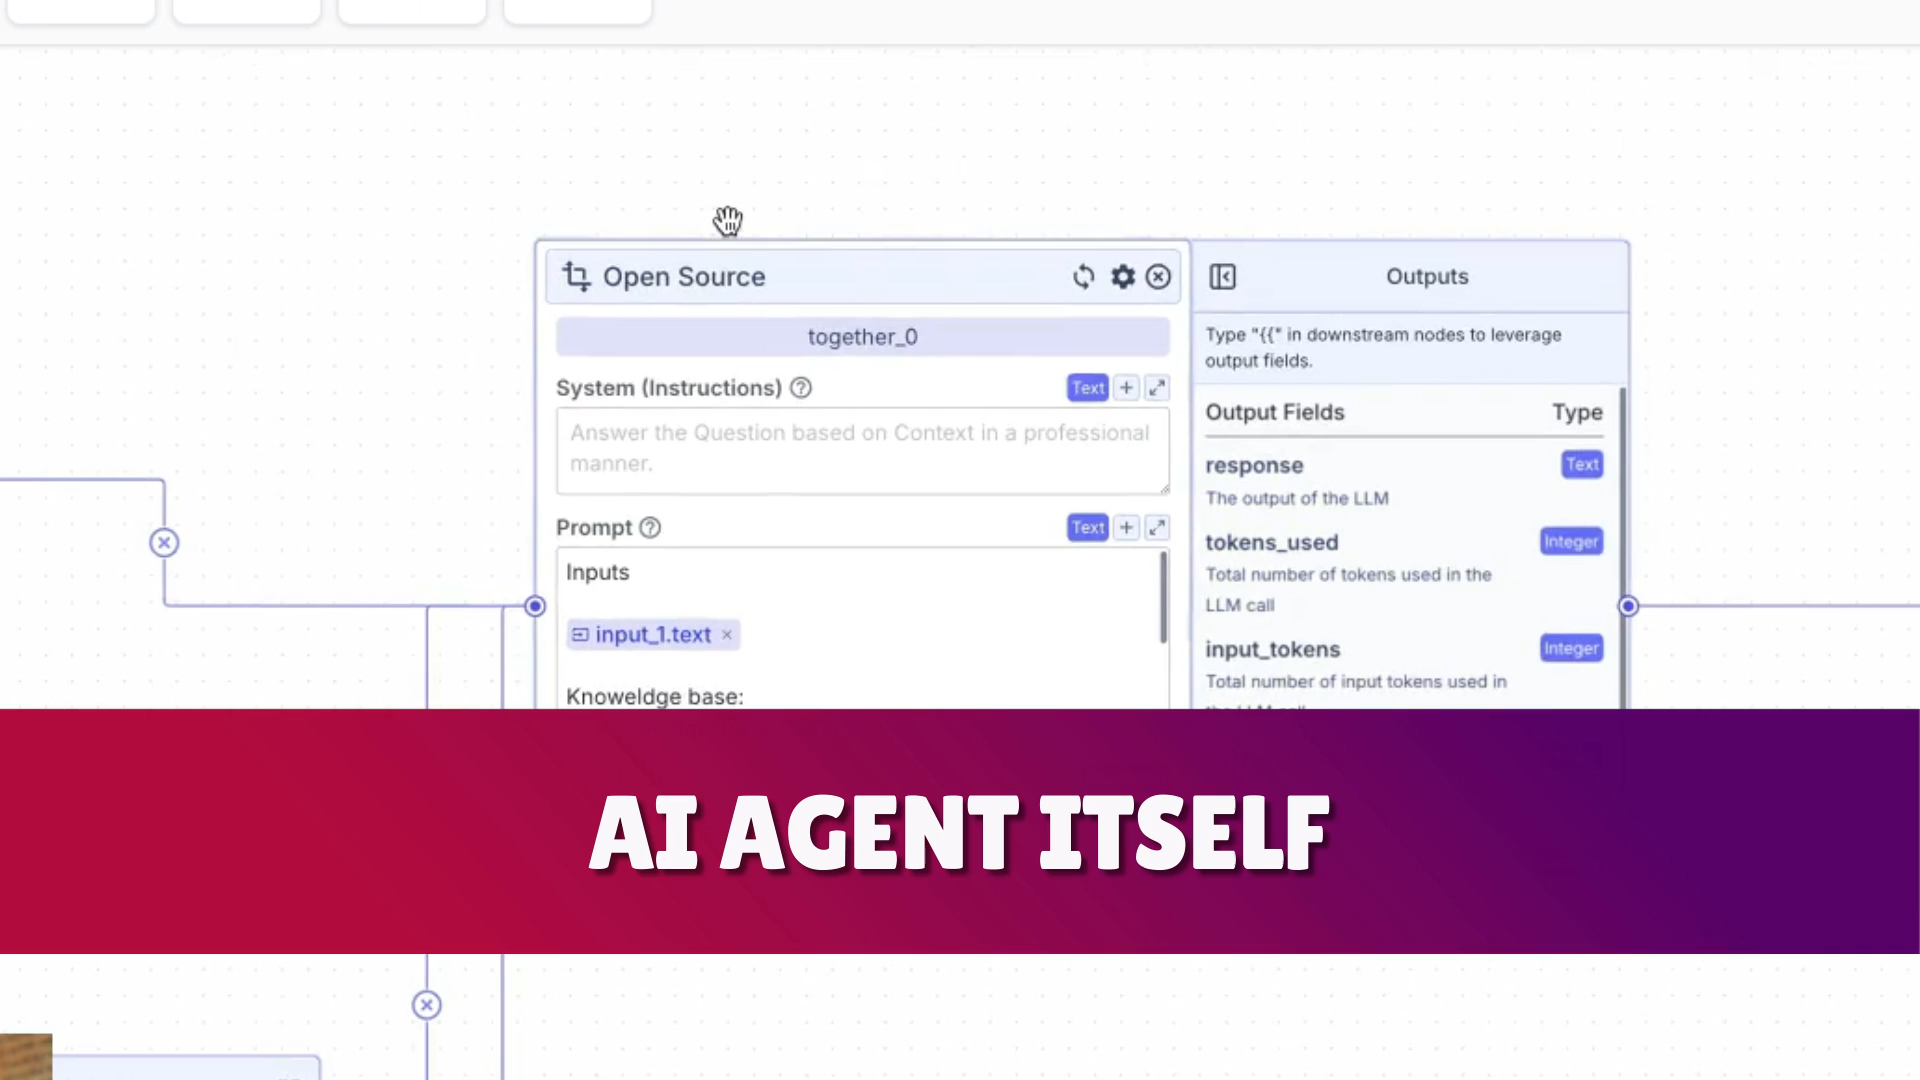 Open Source
together_0
System (Instructions)
Text
Answer the Question based on Context in a professional
manner.
Prompt
Text
Inputs
input_1.text
Knoweldge base:
Outputs
Type "{{" in downstream nodes to leverage
output fields.
Output Fields Type
response Text
The output of the LLM
tokens_used Integer
Total number of tokens used in the
LLM call
input_tokens Integer
Total number of input tokens used in
AI AGENT ITSELF